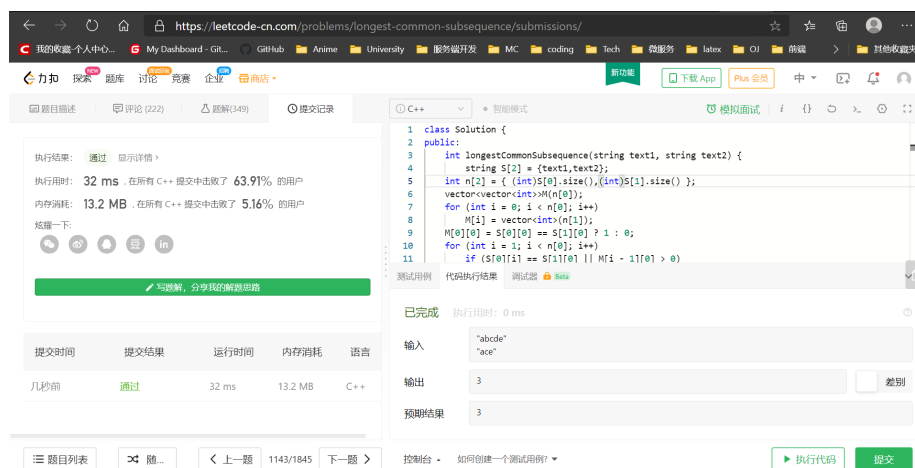 https://leetcode-cn.com/problems/longest-common-subsequence/submissions/
我的收藏-个人中心... My Dashboard - Git... GitHub Anime University 服务端开发 MC coding Tech 微服务 latex OJ 前端 其他收藏夹
力扣 探索 NEW 题库 讨论 竞赛 企业 商店 新功能 下载 App Plus 会员 中
题目描述 评论 (222) 题解(349) 提交记录 C++ 智能模式 模拟面试 i {}
执行结果： 通过 显示详情 >
执行用时： 32 ms , 在所有 C++ 提交中击败了 63.91% 的用户
内存消耗： 13.2 MB , 在所有 C++ 提交中击败了 5.16% 的用户
炫耀一下:
豆 in
写题解，分享我的解题思路
提交时间 提交结果 运行时间 内存消耗 语言
几秒前 通过 32 ms 13.2 MB C++
题目列表 随... 上一题 1143/1845 下一题
1 class Solution {
2 public:
3 int longestCommonSubsequence(string text1, string text2) {
4 string S[2] = {text1,text2};
5 int n[2] = { (int)S[0].size(),(int)S[1].size() };
6 vector<vector<int>>M(n[0]);
7 for (int i = 0; i < n[0]; i++)
8 M[i] = vector<int>(n[1]);
9 M[0][0] = S[0][0] == S[1][0] ? 1 : 0;
10 for (int i = 1; i < n[0]; i++)
11 if (S[0][i] == S[1][0] || M[i - 1][0] > 0)
测试用例 代码执行结果 调试器 Beta
已完成 执行用时: 0 ms
输入 "abcde"
"ace"
输出 3 差别
预期结果 3
控制台 如何创建一个测试用例? 执行代码 提交